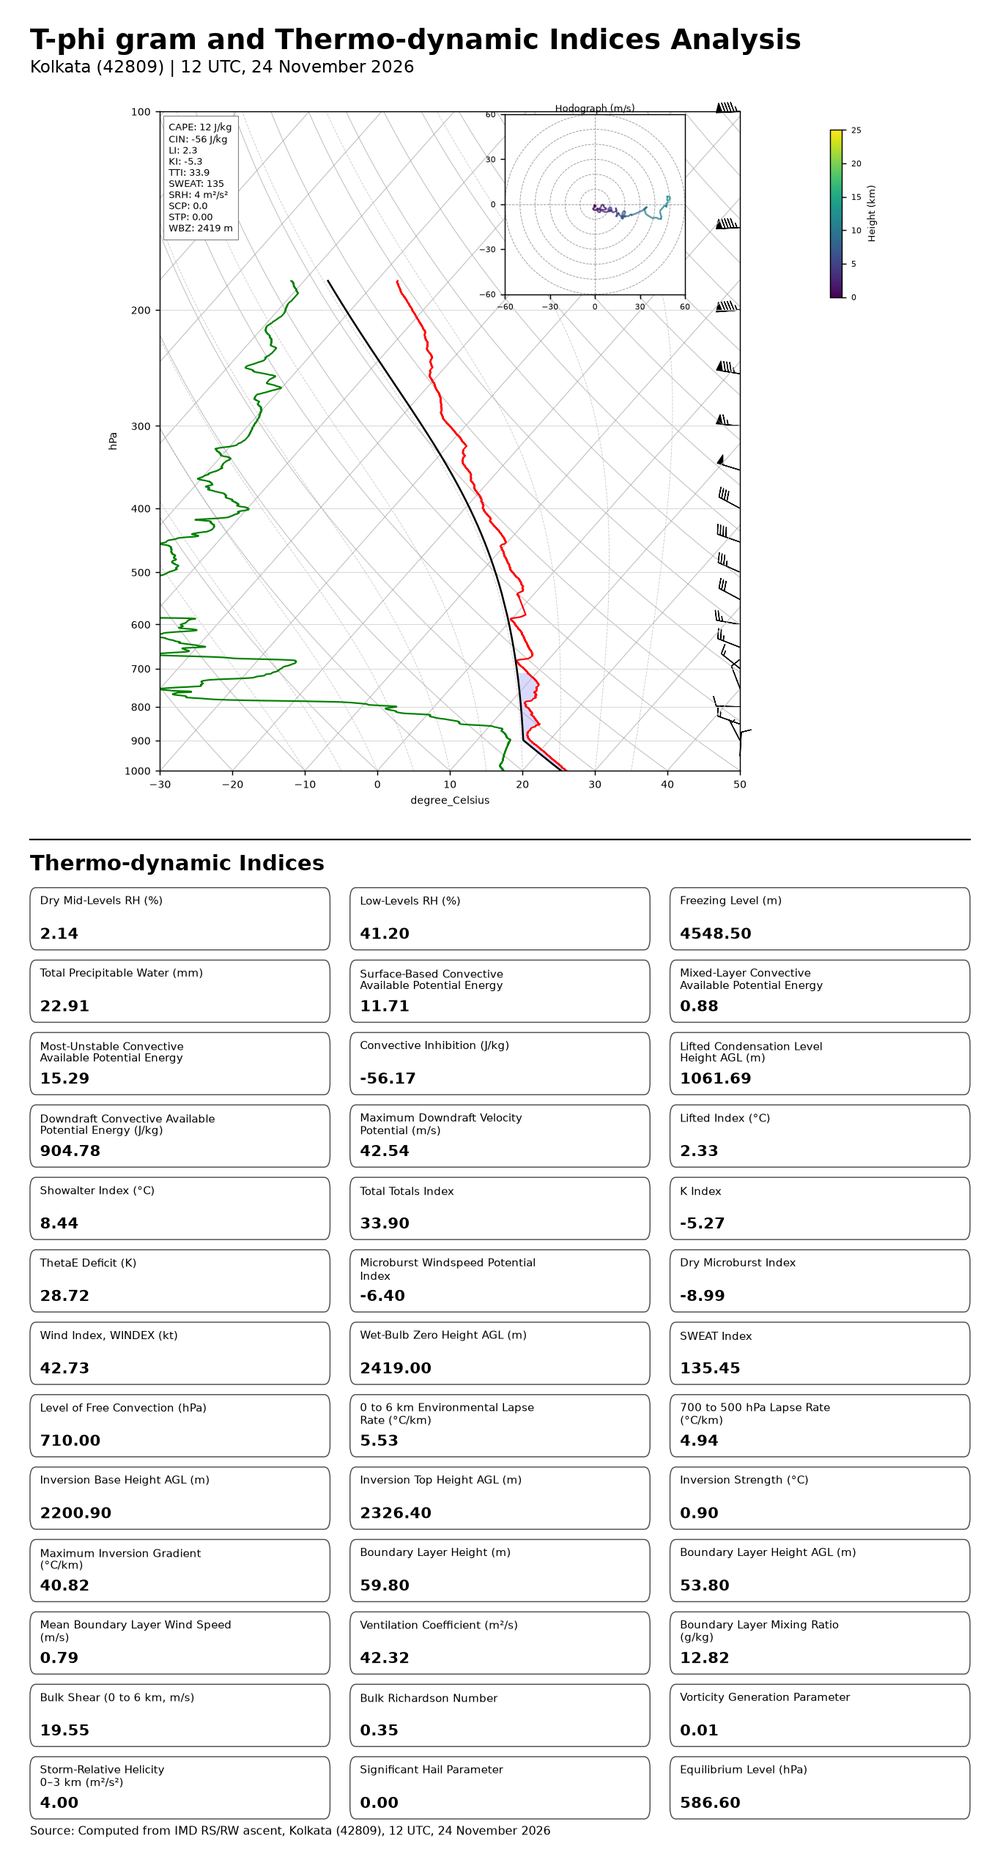 T-phi gram and Thermo-dynamic Indices Analysis
Kolkata (42809) | 12 UTC, 24 November 2026
CAPE: 12 J/kg
CIN: -56 J/kg
LI: 2.3
KI: -5.3
TTI: 33.9
SWEAT: 135
SRH: 4 m²/s²
SCP: 0.0
STP: 0.00
WBZ: 2419 m
100
200
300
400
500
600
700
800
900
1000
hPa
−30
−20
−10
0
10
20
30
40
50
degree_Celsius
Hodograph (m/s)
60
30
0
−30
−60
−60
−30
0
30
60
25
20
15
10
5
0
Height (km)
Thermo-dynamic Indices
Dry Mid-Levels RH (%)
2.14
Low-Levels RH (%)
41.20
Freezing Level (m)
4548.50
Total Precipitable Water (mm)
22.91
Surface-Based Convective
Available Potential Energy
11.71
Mixed-Layer Convective
Available Potential Energy
0.88
Most-Unstable Convective
Available Potential Energy
15.29
Convective Inhibition (J/kg)
-56.17
Lifted Condensation Level
Height AGL (m)
1061.69
Downdraft Convective Available
Potential Energy (J/kg)
904.78
Maximum Downdraft Velocity
Potential (m/s)
42.54
Lifted Index (°C)
2.33
Showalter Index (°C)
8.44
Total Totals Index
33.90
K Index
-5.27
ThetaE Deficit (K)
28.72
Microburst Windspeed Potential
Index
-6.40
Dry Microburst Index
-8.99
Wind Index, WINDEX (kt)
42.73
Wet-Bulb Zero Height AGL (m)
2419.00
SWEAT Index
135.45
Level of Free Convection (hPa)
710.00
0 to 6 km Environmental Lapse
Rate (°C/km)
5.53
700 to 500 hPa Lapse Rate
(°C/km)
4.94
Inversion Base Height AGL (m)
2200.90
Inversion Top Height AGL (m)
2326.40
Inversion Strength (°C)
0.90
Maximum Inversion Gradient
(°C/km)
40.82
Boundary Layer Height (m)
59.80
Boundary Layer Height AGL (m)
53.80
Mean Boundary Layer Wind Speed
(m/s)
0.79
Ventilation Coefficient (m²/s)
42.32
Boundary Layer Mixing Ratio
(g/kg)
12.82
Bulk Shear (0 to 6 km, m/s)
19.55
Bulk Richardson Number
0.35
Vorticity Generation Parameter
0.01
Storm-Relative Helicity
0–3 km (m²/s²)
4.00
Significant Hail Parameter
0.00
Equilibrium Level (hPa)
586.60
Source: Computed from IMD RS/RW ascent, Kolkata (42809), 12 UTC, 24 November 2026